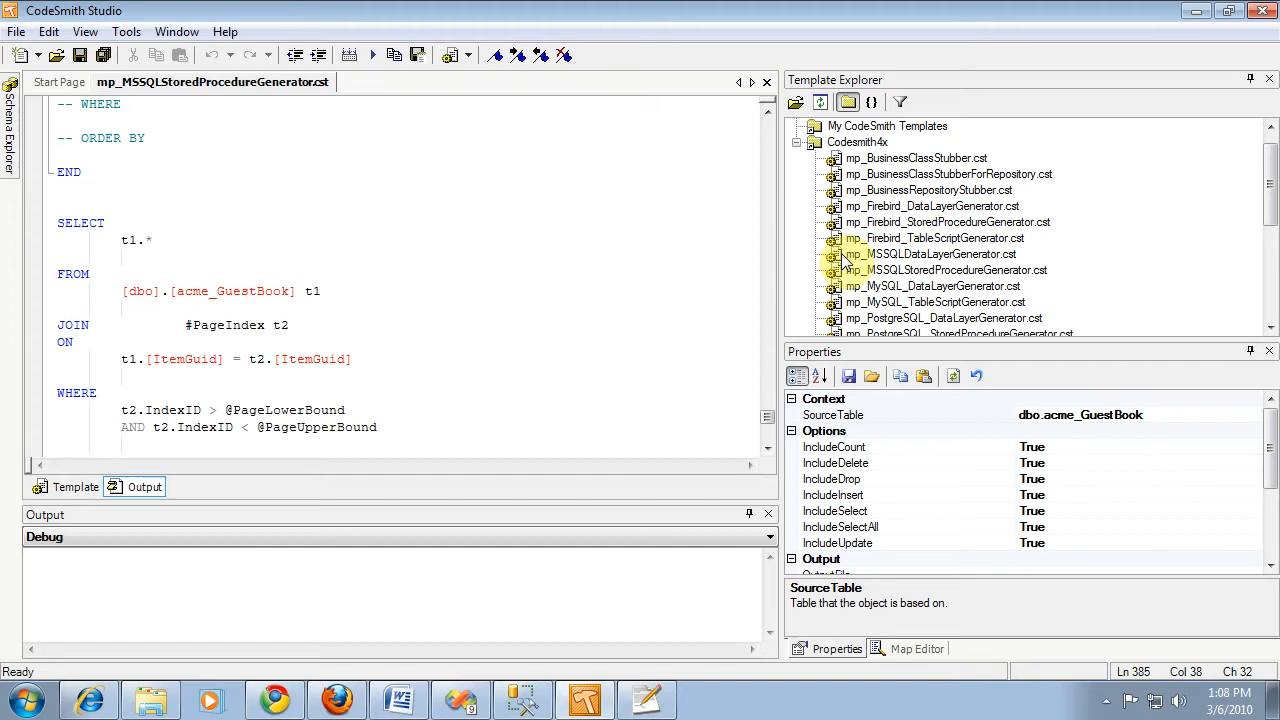 CodeSmith Studio
File Edit View Tools Window Help
Start Page mp_MSSQLStoredProcedureGenerator.cst
Schema Explorer
-- WHERE
-- ORDER BY
END
SELECT
t1.*
FROM
[dbo].[acme_GuestBook] t1
JOIN #PageIndex t2
ON
t1.[ItemGuid] = t2.[ItemGuid]
WHERE
t2.IndexID > @PageLowerBound
AND t2.IndexID < @PageUpperBound
Template Output
Output
Debug
Template Explorer
My CodeSmith Templates
Codesmith4x
mp_BusinessClassStubber.cst
mp_BusinessClassStubberForRepository.cst
mp_BusinessRepositoryStubber.cst
mp_Firebird_DataLayerGenerator.cst
mp_Firebird_StoredProcedureGenerator.cst
mp_Firebird_TableScriptGenerator.cst
mp_MSSQLDataLayerGenerator.cst
mp_MSSQLStoredProcedureGenerator.cst
mp_MySQL_DataLayerGenerator.cst
mp_MySQL_TableScriptGenerator.cst
mp_PostgreSQL_DataLayerGenerator.cst
mp_PostgreSQL_StoredProcedureGenerator.cst
Properties
Context
SourceTable dbo.acme_GuestBook
Options
IncludeCount True
IncludeDelete True
IncludeDrop True
IncludeInsert True
IncludeSelect True
IncludeSelectAll True
IncludeUpdate True
Output
OutputFile
SourceTable
Table that the object is based on.
Properties Map Editor
Ready Ln 385 Col 38 Ch 32
1:08 PM
3/6/2010